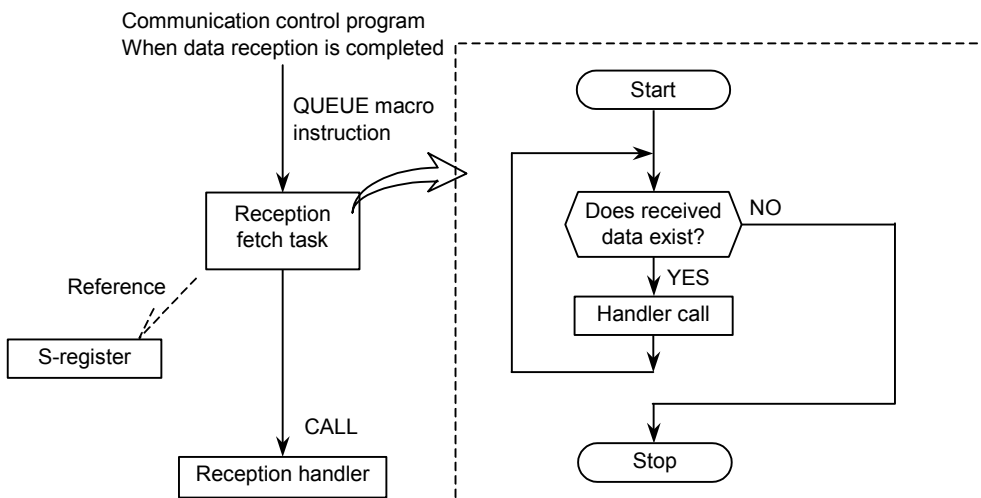 Communication control program
When data reception is completed
QUEUE macro
instruction
Reception
fetch task
Reference
S-register
CALL
Reception handler
Start
Does received
data exist?
NO
YES
Handler call
Stop